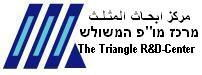 مركز ابحاث المثلث
מרכז מו"פ המשולש
The Triangle R&D-Center